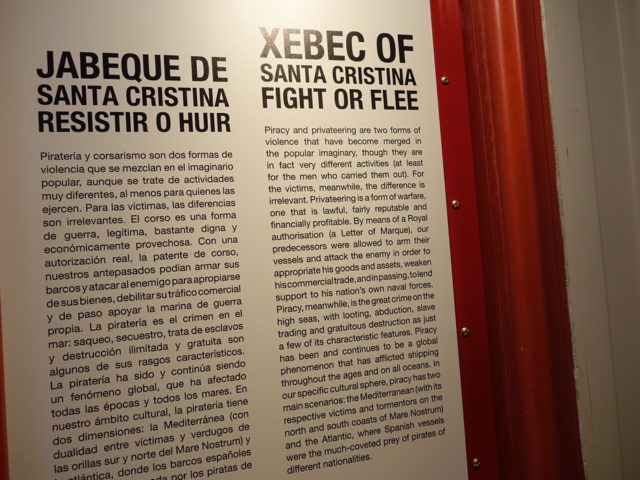 JABEQUE DE
SANTA CRISTINA
RESISTIR O HUIR
Piratería y corsarismo son dos formas de
violencia que se mezclan en el imaginario
popular, aunque se trate de actividades
muy diferentes, al menos para quienes las
ejercen. Para las víctimas, las diferencias
son irrelevantes. El corso es una forma
de guerra, legítima, bastante digna y
económicamente provechosa. Con una
autorización real, la patente de corso,
nuestros antepasados podían armar sus
barcos y atacar al enemigo para apropiarse
de sus bienes, debilitar su tráfico comercial
y de paso apoyar la marina de guerra
propia. La piratería es el crimen en el
mar: saqueo, secuestro, trata de esclavos
y destrucción ilimitada y gratuita son
algunos de sus rasgos característicos.
La piratería ha sido y continúa siendo
un fenómeno global, que ha afectado
todas las épocas y todos los mares. En
nuestro ámbito cultural, la piratería tiene
dos dimensiones: la Mediterránea (con
dualidad entre víctimas y verdugos de
las orillas sur y norte del Mare Nostrum) y
atlántica, donde los barcos españoles
por los piratas de
XEBEC OF
SANTA CRISTINA
FIGHT OR FLEE
Piracy and privateering are two forms of
violence that have become merged in
the popular imaginary, though they are
in fact very different activities (at least
for the men who carried them out). For
the victims, meanwhile, the difference is
irrelevant. Privateering is a form of warfare,
one that is lawful, fairly reputable and
financially profitable. By means of a Royal
authorisation (a Letter of Marque), our
predecessors were allowed to arm their
vessels and attack the enemy in order to
appropriate his goods and assets, weaken
his commercial trade, and in passing, to lend
support to his nation's own naval forces.
Piracy, meanwhile, is the great crime on the
high seas, with looting, abduction, slave
trading and gratuitous destruction as just
a few of its characteristic features. Piracy
has been and continues to be a global
phenomenon that has afflicted shipping
throughout the ages and on all oceans. In
our specific cultural sphere, piracy has two
main scenarios: the Mediterranean (with its
respective victims and tormentors on the
north and south coasts of Mare Nostrum)
and the Atlantic, where Spanish vessels
were the much-coveted prey of pirates of
different nationalities.